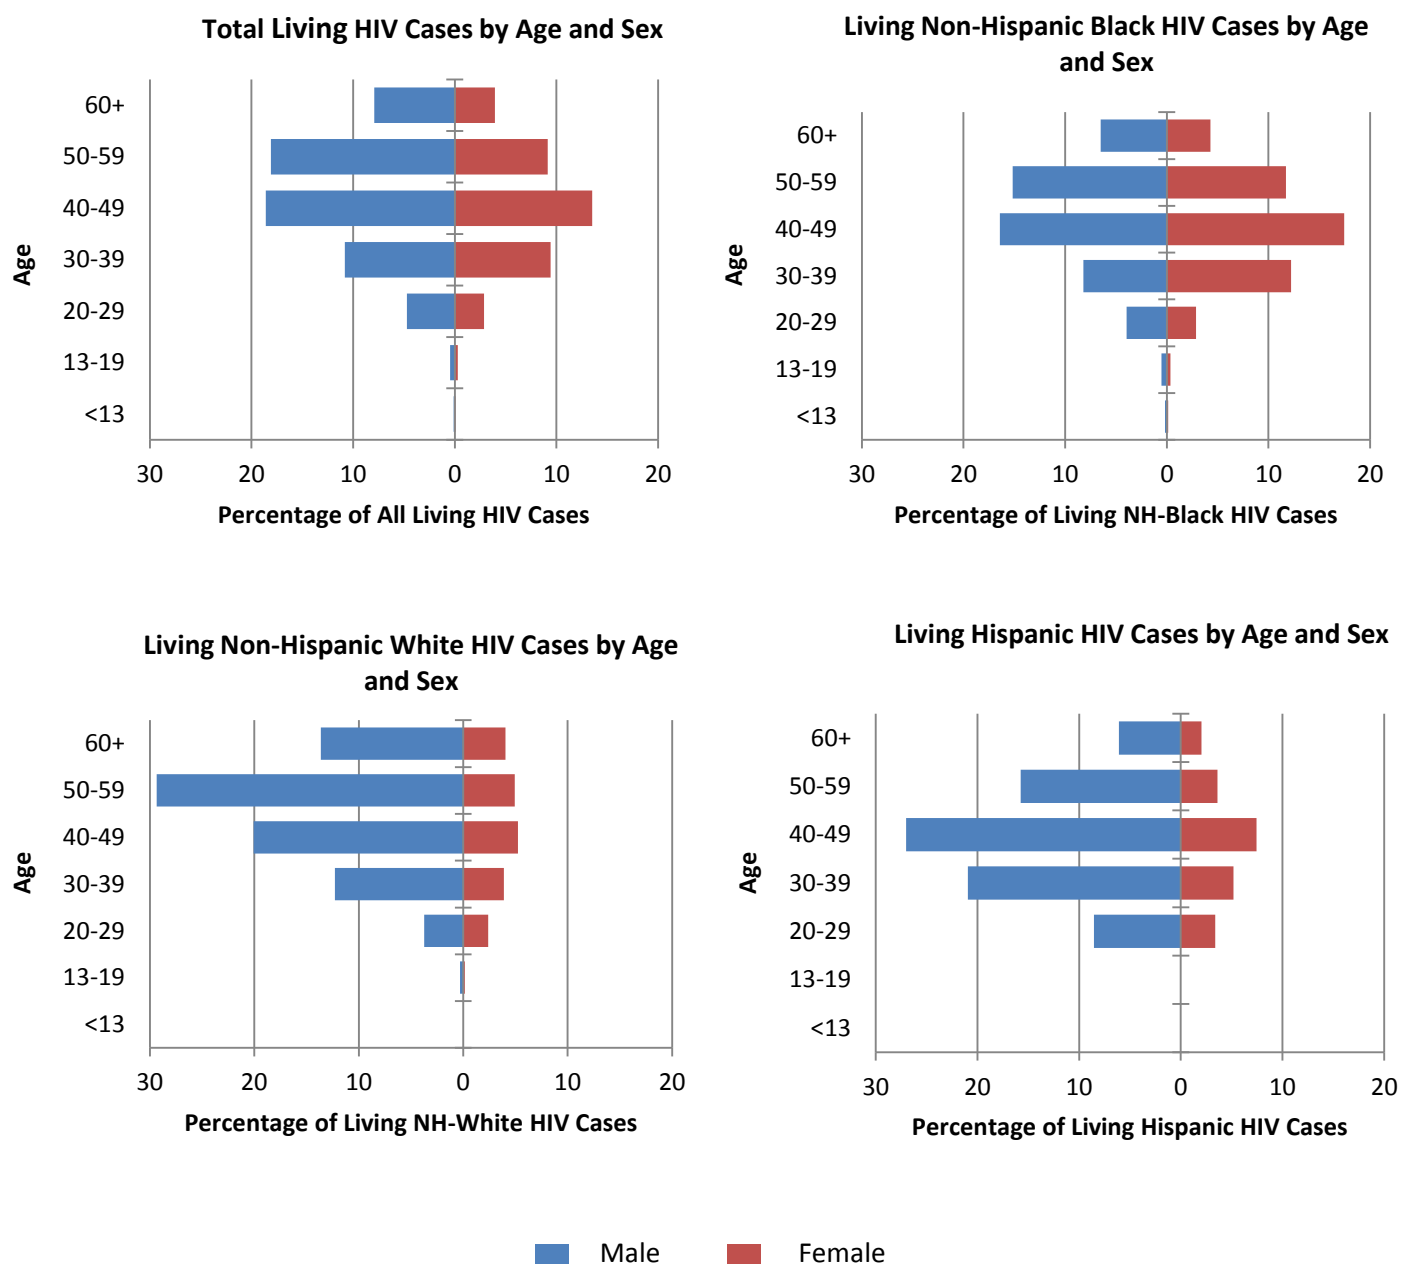 Total Living HIV Cases by Age and Sex
60+
50-59
40-49
30-39
20-29
13-19
<13
Age
30 20 10 0 10 20
Percentage of All Living HIV Cases
Living Non-Hispanic Black HIV Cases by Age
and Sex
60+
50-59
40-49
30-39
20-29
13-19
<13
Age
30 20 10 0 10 20
Percentage of Living NH-Black HIV Cases
Living Non-Hispanic White HIV Cases by Age
and Sex
60+
50-59
40-49
30-39
20-29
13-19
<13
Age
30 20 10 0 10 20
Percentage of Living NH-White HIV Cases
Living Hispanic HIV Cases by Age and Sex
60+
50-59
40-49
30-39
20-29
13-19
<13
Age
30 20 10 0 10 20
Percentage of Living Hispanic HIV Cases
Male Female